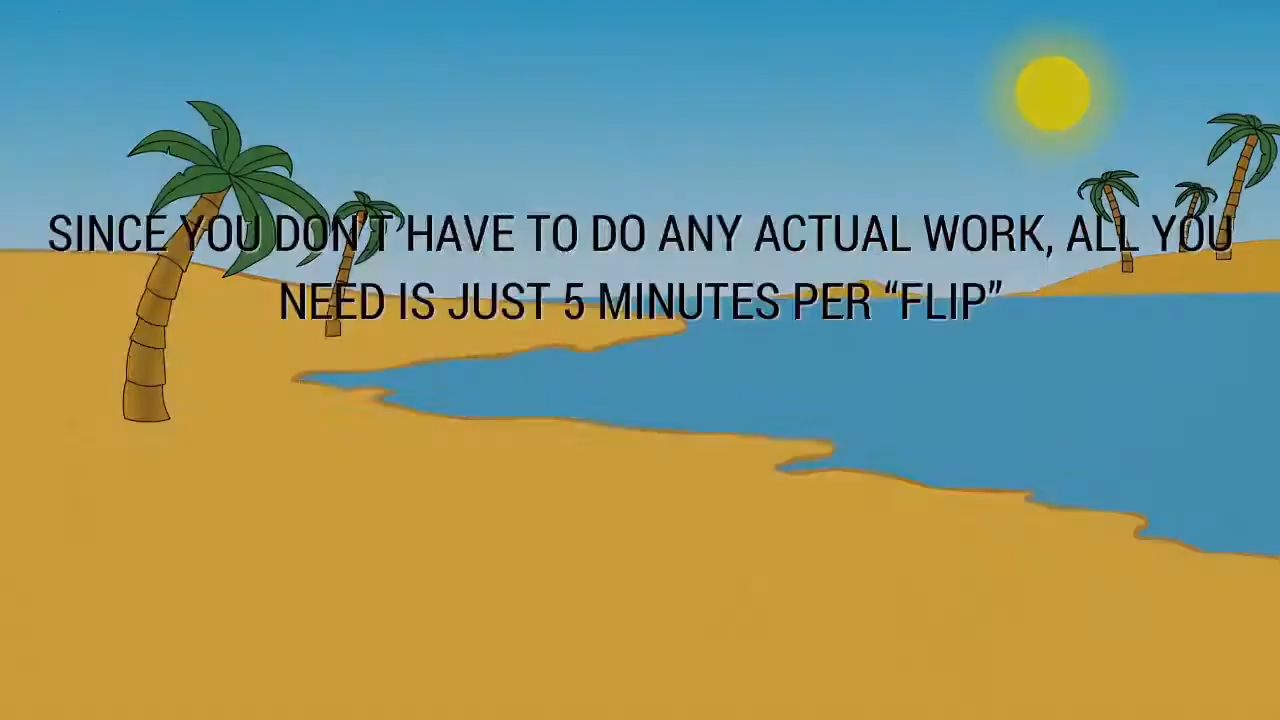 SINCE YOU DON'T HAVE TO DO ANY ACTUAL WORK, ALL YOU
NEED IS JUST 5 MINUTES PER “FLIP”